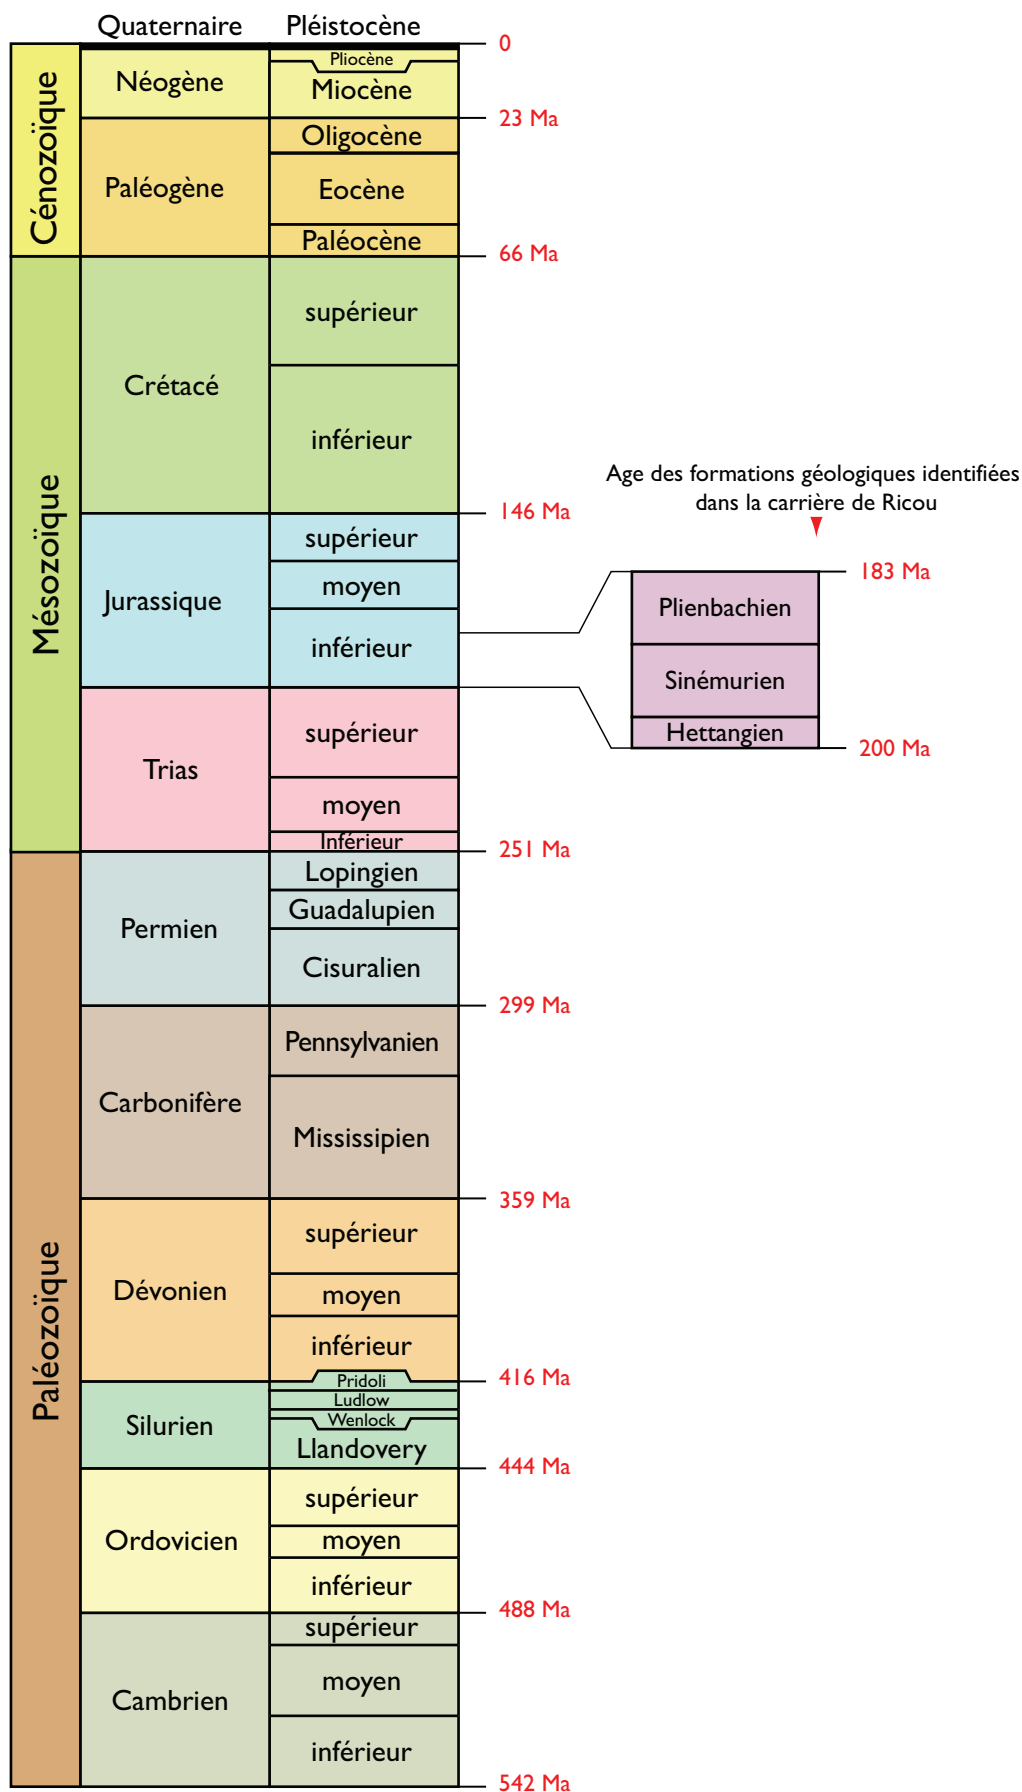 Quaternaire Pléistocène
0
Cénozoïque
Pliocène
Néogène
Miocène
23 Ma
Oligocène
Paléogène
Eocène
Paléocène
66 Ma
Mésozoïque
supérieur
Crétacé
inférieur
146 Ma
Age des formations géologiques identifiées
dans la carrière de Ricou
supérieur
moyen
Jurassique
inférieur
183 Ma
Plienbachien
Sinémurien
Hettangien
200 Ma
supérieur
Trias
moyen
Inférieur
251 Ma
Paléozoïque
Lopingien
Guadalupien
Permien
Cisuralien
299 Ma
Pennsylvanien
Carbonifère
Mississipien
359 Ma
supérieur
Dévonien
moyen
inférieur
416 Ma
Pridoli
Ludlow
Wenlock
Silurien
Llandovery
444 Ma
supérieur
Ordovicien
moyen
inférieur
488 Ma
supérieur
moyen
Cambrien
inférieur
542 Ma